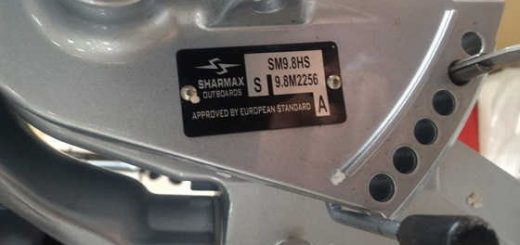 SM9.8HS
SHARMAX
OUTBOARDS
S 9.8M2256
APPROVED BY EUROPEAN STANDARD A